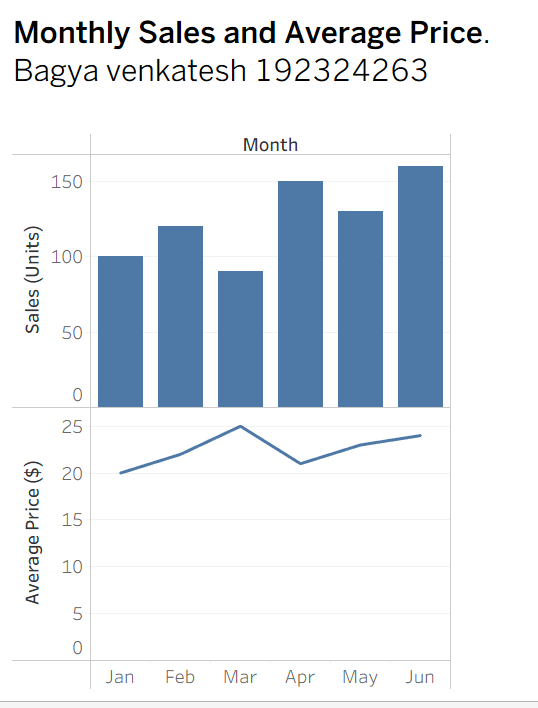 Monthly Sales and Average Price.
Bagya venkatesh 192324263
Month
Sales (Units)
150
100
50
0
Average Price ($)
25
20
15
10
5
0
Jan Feb Mar Apr May Jun